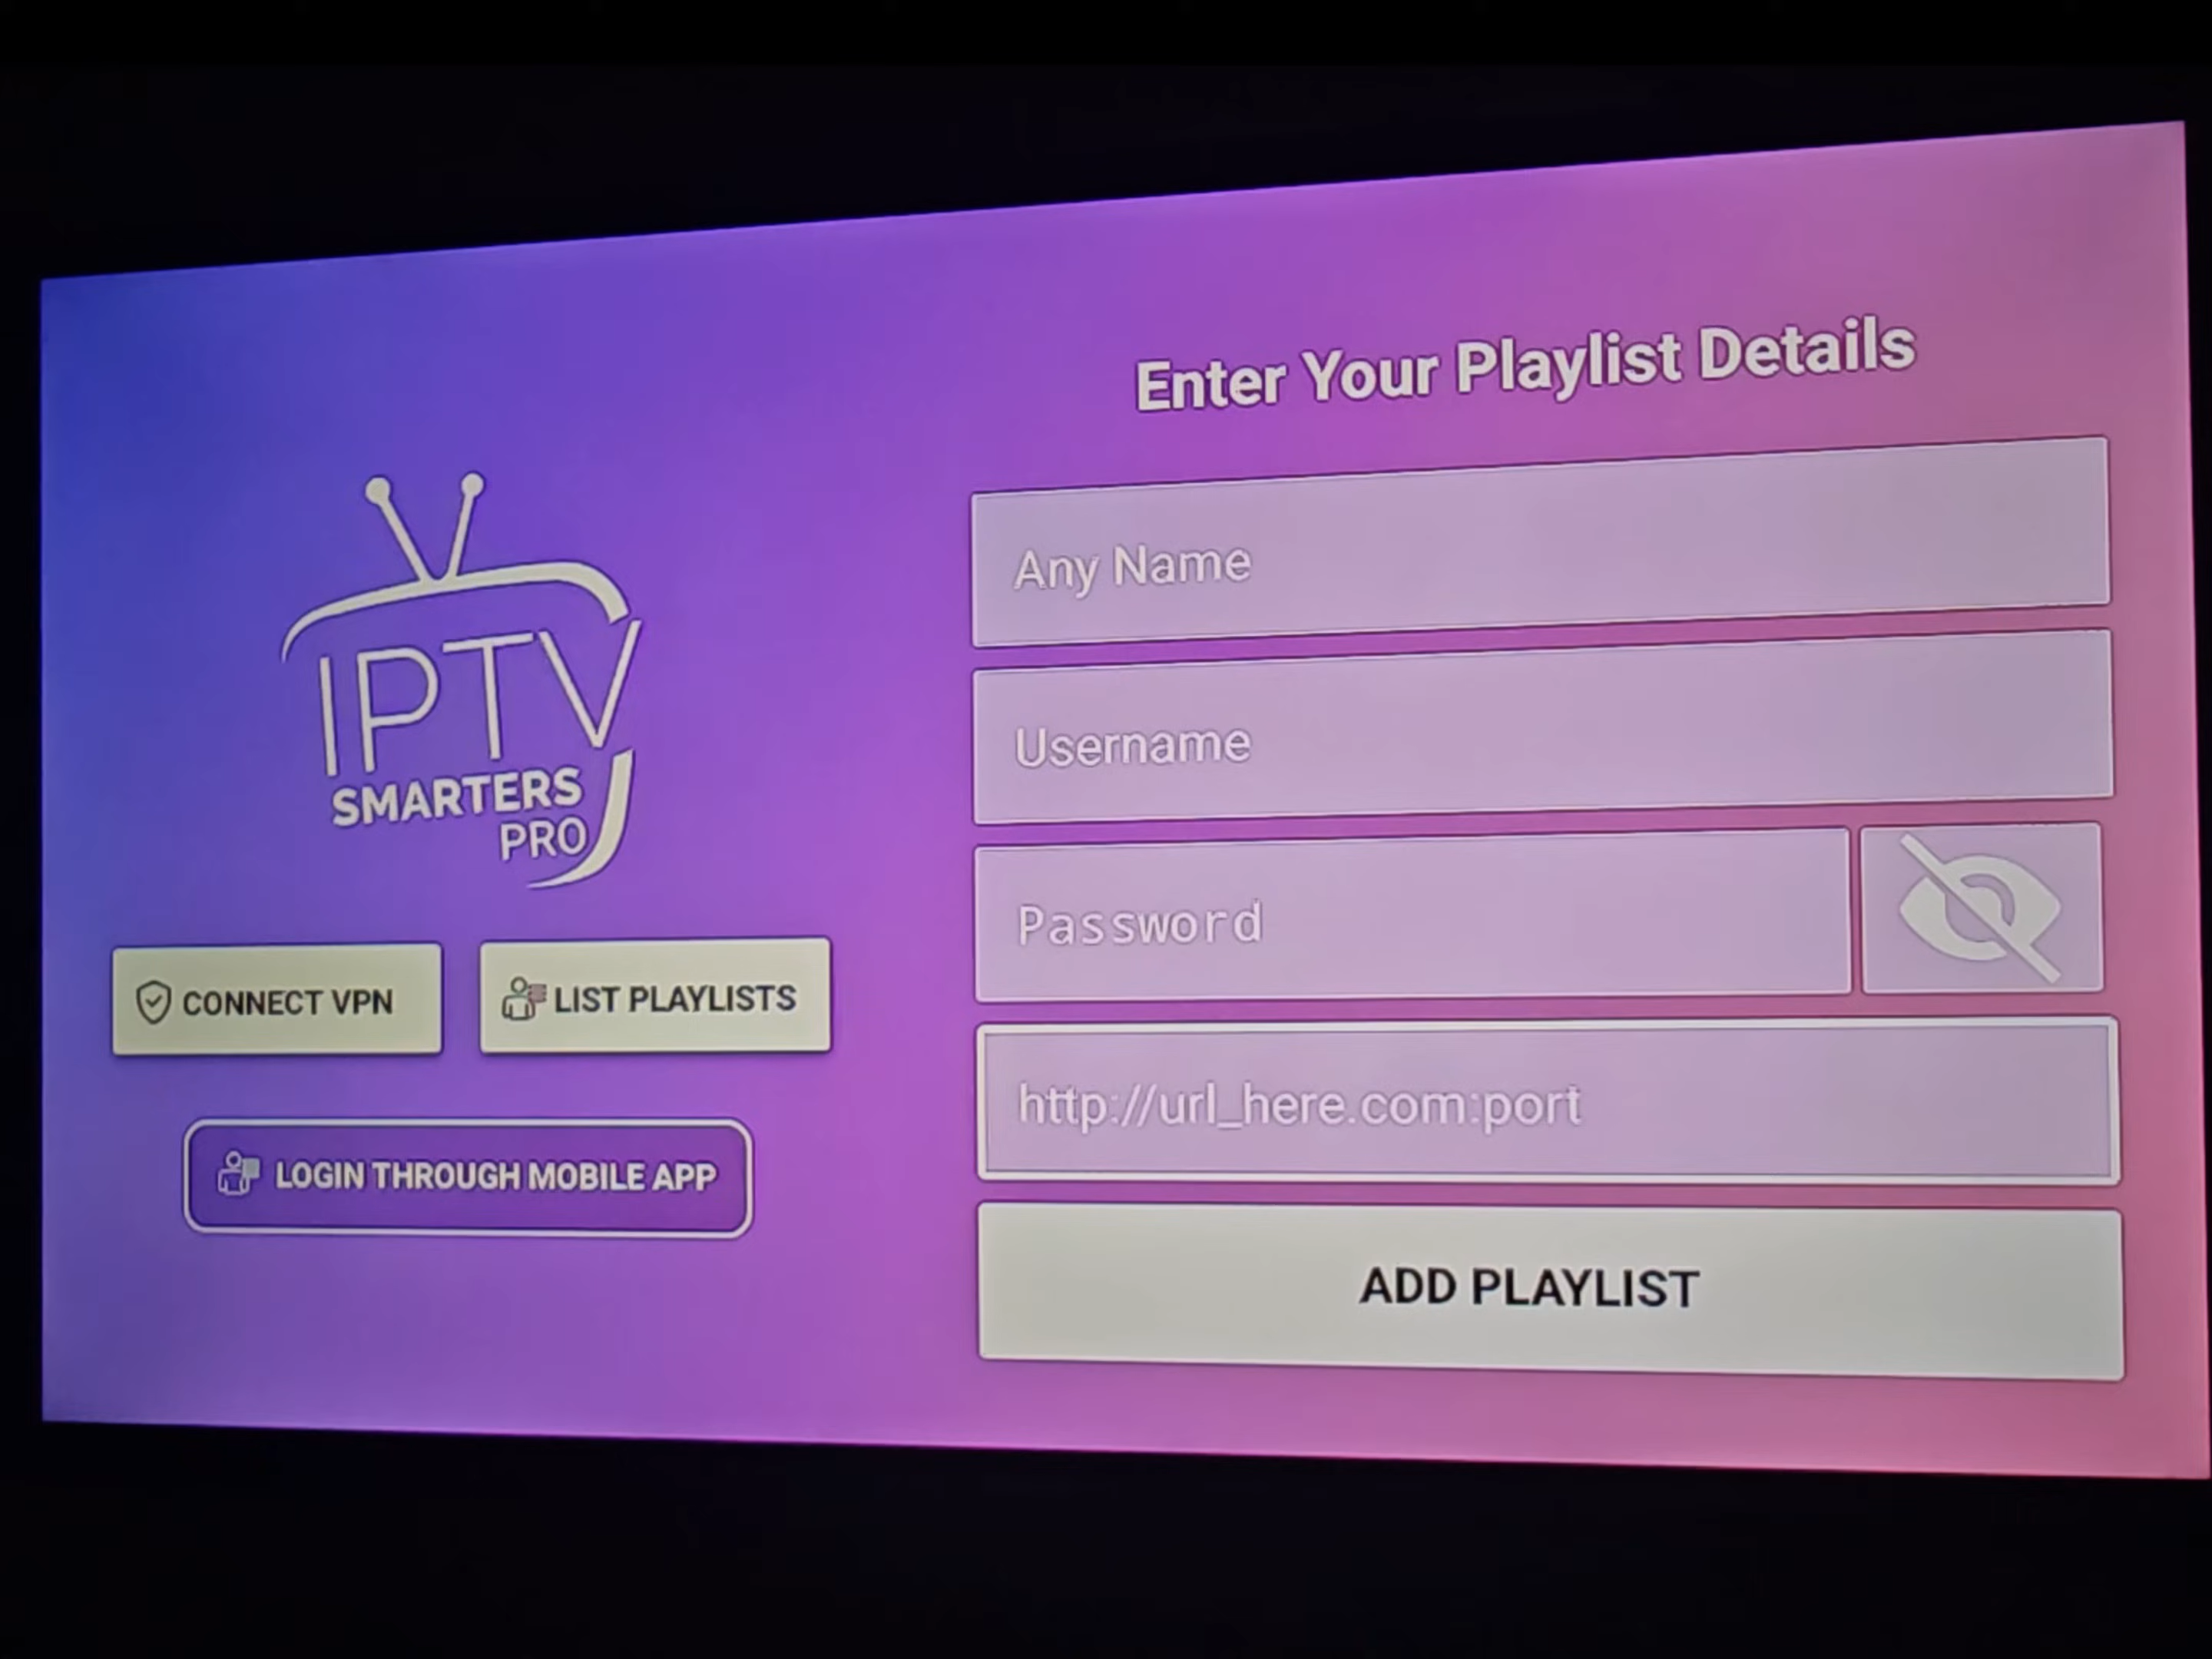 IPTV
SMARTERS
PRO
CONNECT VPN
LIST PLAYLISTS
LOGIN THROUGH MOBILE APP
Enter Your Playlist Details
Any Name
Username
Password
http://url_here.com:port
ADD PLAYLIST